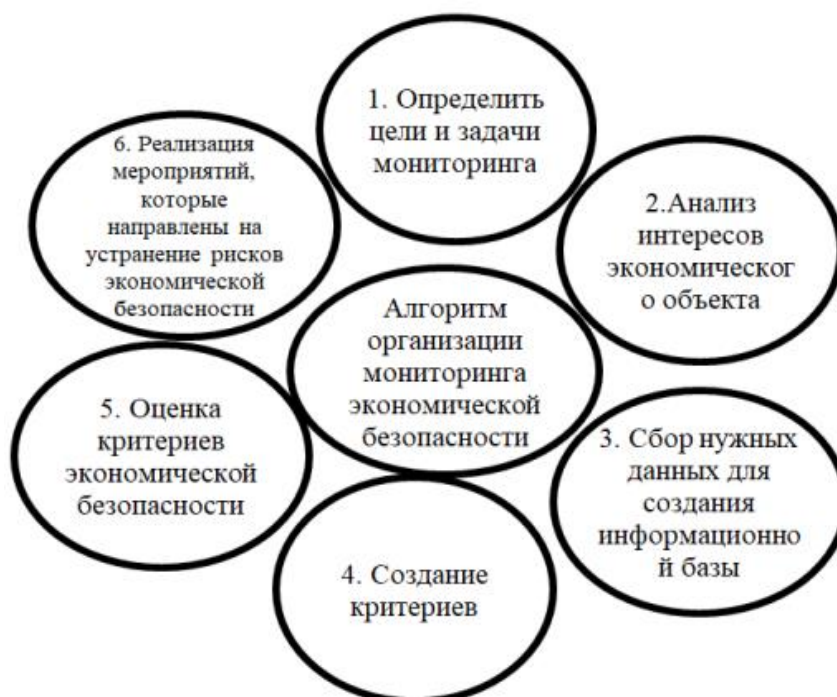 1. Определить
цели и задачи
мониторинга
2.Анализ
интересов
экономическог
о объекта
3. Сбор нужных
данных для
создания
информационно
й базы
4. Создание
критериев
5. Оценка
критериев
экономической
безопасности
6. Реализация
мероприятий,
которые
направлены на
устранение рисков
экономической
безопасности
Алгоритм
организации
мониторинга
экономической
безопасности